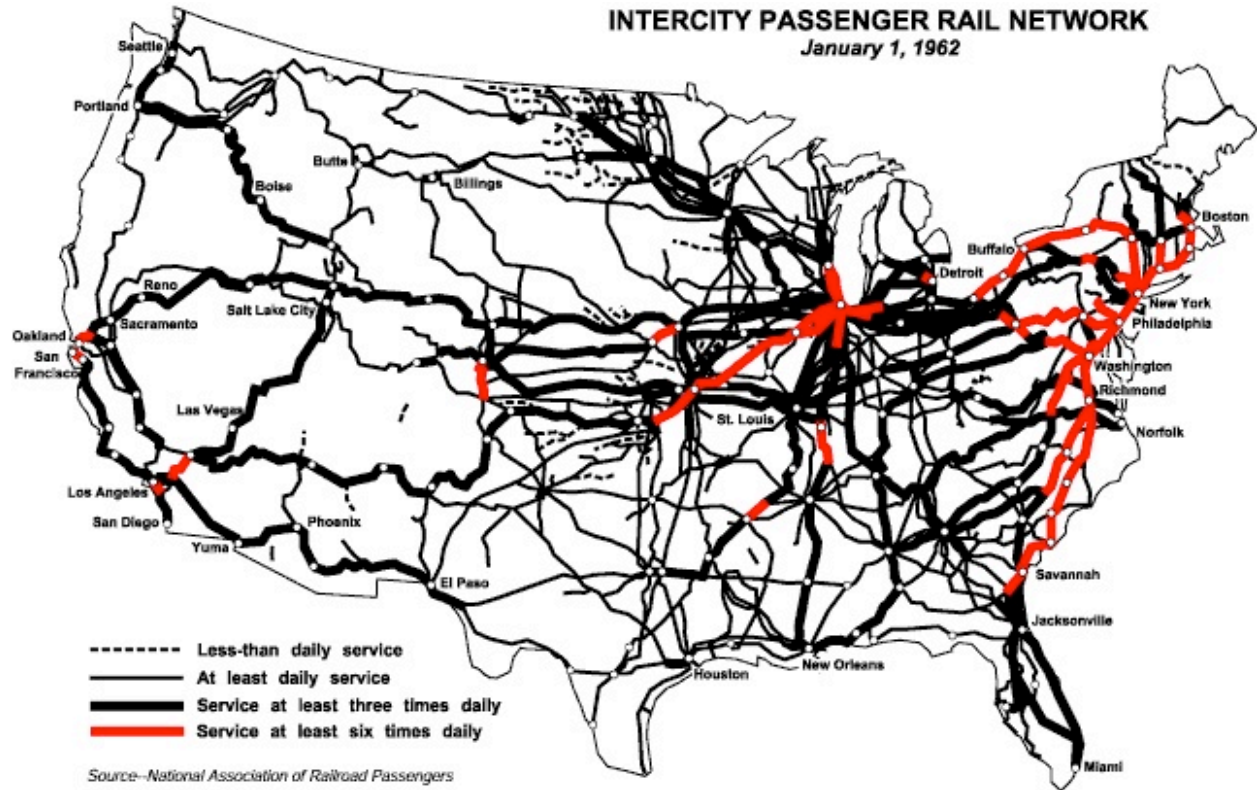 INTERCITY PASSENGER RAIL NETWORK
January 1, 1962
Seattle
Portland
Butte
Billings
Boise
Boston
Buffalo
Detroit
New York
Reno
Salt Lake City
Philadelphia
Oakland
Sacramento
San
Francisco
Washington
Richmond
Las Vegas
St. Louis
Norfolk
Los Angeles
San Diego
Phoenix
Yuma
El Paso
Savannah
Jacksonville
New Orleans
Houston
Miami
Less-than daily service
At least daily service
Service at least three times daily
Service at least six times daily
Source--National Association of Railroad Passengers